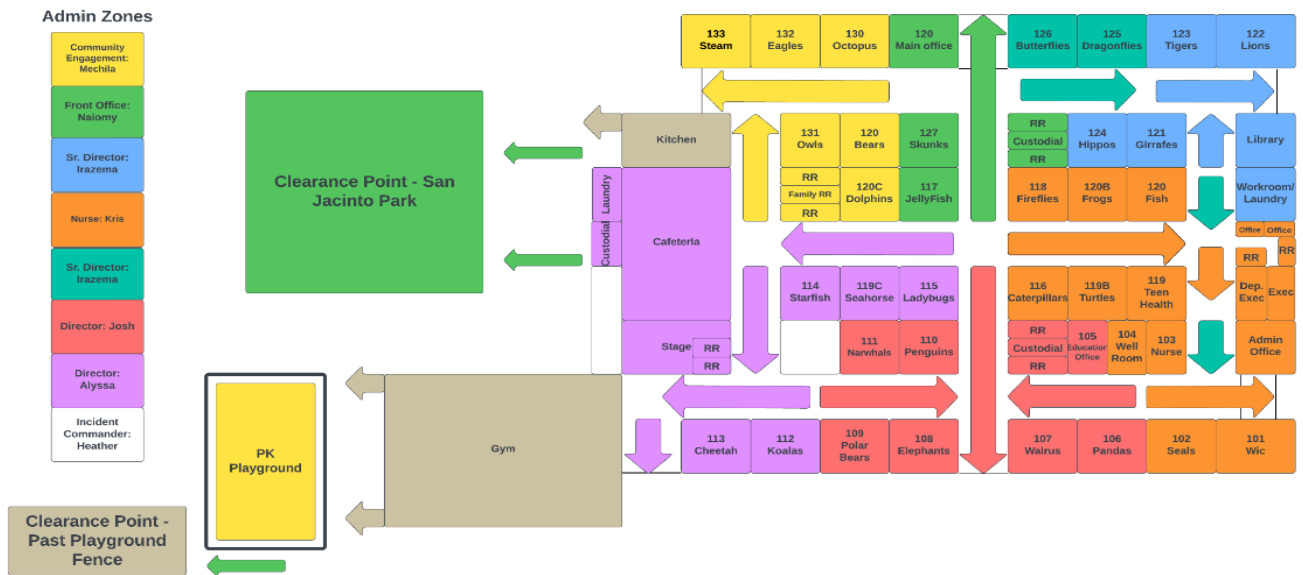 Admin Zones
Community
Engagement:
Mechila
Front Office:
Naiomy
Sr. Director:
Irazema
Nurse: Kris
Sr. Director:
Irazema
Director: Josh
Director:
Alyssa
Incident
Commander:
Heather
Clearance Point - San
Jacinto Park
PK
Playground
Clearance Point -
Past Playground
Fence
Gym
Kitchen
Laundry
Custodial
Cafeteria
Stage
RR
RR
133
Steam
132
Eagles
130
Octopus
120
Main office
126
Butterflies
125
Dragonflies
123
Tigers
122
Lions
131
Owls
120
Bears
127
Skunks
RR
Family RR
RR
120C
Dolphins
117
JellyFish
RR
Custodial
RR
124
Hippos
121
Girrafes
Library
118
Fireflies
120B
Frogs
120
Fish
Workroom/
Laundry
Office
Office
RR
RR
114
Starfish
119C
Seahorse
115
Ladybugs
116
Caterpillars
119B
Turtles
119
Teen
Health
Dep.
Exec
Exec
111
Narwhals
110
Penguins
RR
Custodial
RR
105
Education
Office
104
Well
Room
103
Nurse
Admin
Office
113
Cheetah
112
Koalas
109
Polar
Bears
108
Elephants
107
Walrus
106
Pandas
102
Seals
101
Wic